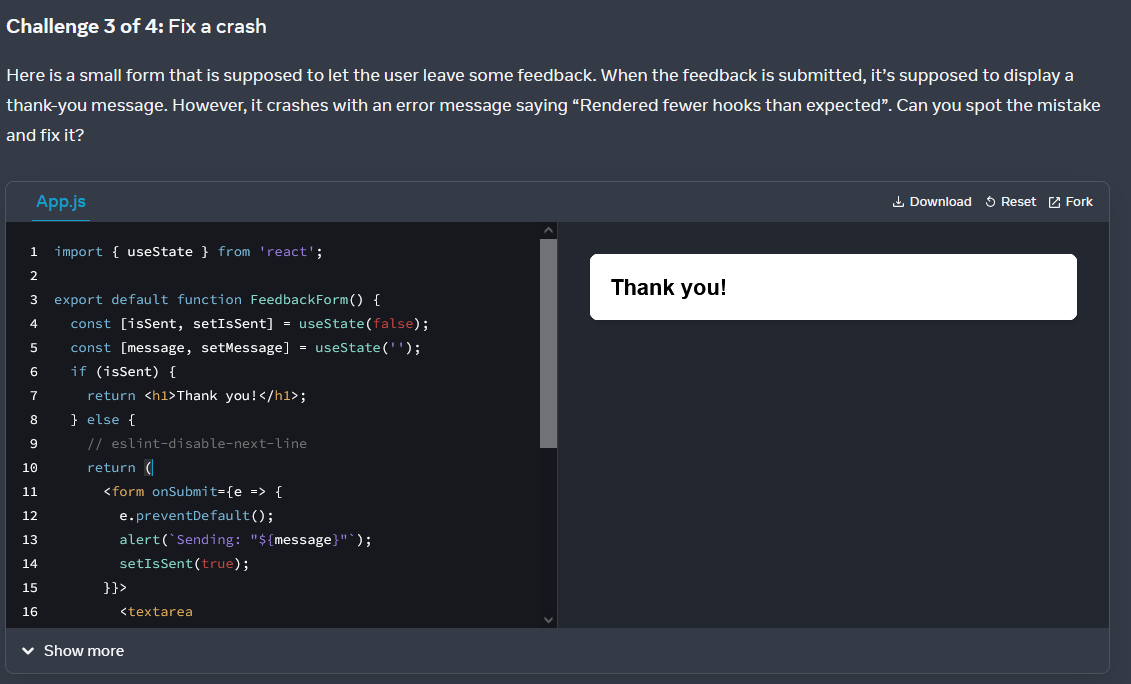 Challenge 3 of 4: Fix a crash
Here is a small form that is supposed to let the user leave some feedback. When the feedback is submitted, it’s supposed to display a
thank-you message. However, it crashes with an error message saying “Rendered fewer hooks than expected”. Can you spot the mistake
and fix it?
App.js
Download Reset Fork
1 import { useState } from 'react';
2
3 export default function FeedbackForm() {
4   const [isSent, setIsSent] = useState(false);
5   const [message, setMessage] = useState('');
6   if (isSent) {
7     return <h1>Thank you!</h1>;
8   } else {
9     // eslint-disable-next-line
10     return (
11       <form onSubmit={e => {
12         e.preventDefault();
13         alert(`Sending: "${message}"`);
14         setIsSent(true);
15       }}>
16         <textarea
Thank you!
Show more